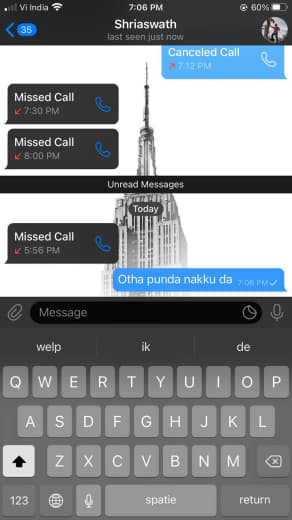 Vi India 7:06 PM 60%
35 Shriaswath
last seen just now
Canceled Call
7:12 PM
Missed Call
7:30 PM
Missed Call
8:00 PM
Unread Messages
Today
Missed Call
5:56 PM
Otha punda nakku da 7:06 PM
Message
welp ik de
Q W E R T Y U I O P
A S D F G H J K L
Z X C V B N M
123 spatie return